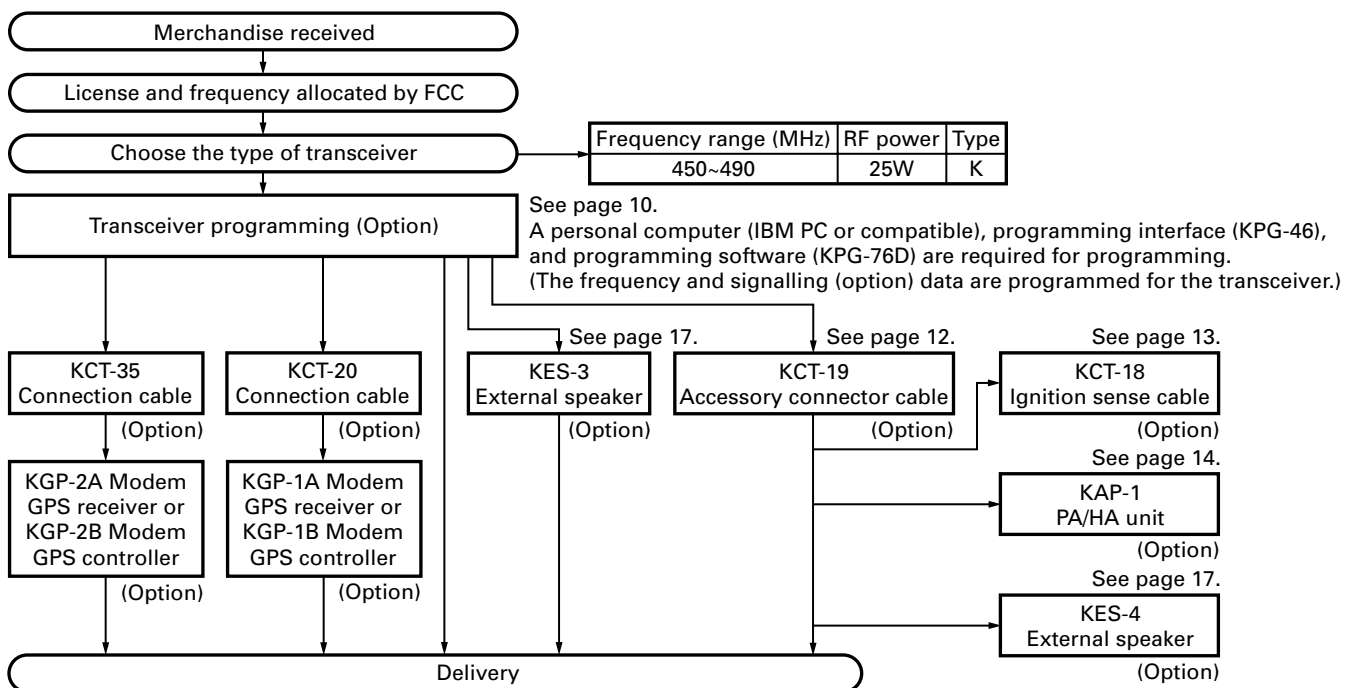 Merchandise received
License and frequency allocated by FCC
Choose the type of transceiver
Frequency range (MHz) RF power Type
450~490 25W K
Transceiver programming (Option)
See page 10.
A personal computer (IBM PC or compatible), programming interface (KPG-46),
and programming software (KPG-76D) are required for programming.
(The frequency and signalling (option) data are programmed for the transceiver.)
KCT-35
Connection cable
(Option)
KGP-2A Modem
GPS receiver or
KGP-2B Modem
GPS controller
(Option)
KCT-20
Connection cable
(Option)
KGP-1A Modem
GPS receiver or
KGP-1B Modem
GPS controller
(Option)
See page 17.
KES-3
External speaker
(Option)
See page 12.
KCT-19
Accessory connector cable
(Option)
See page 13.
KCT-18
Ignition sense cable
(Option)
See page 14.
KAP-1
PA/HA unit
(Option)
See page 17.
KES-4
External speaker
(Option)
Delivery